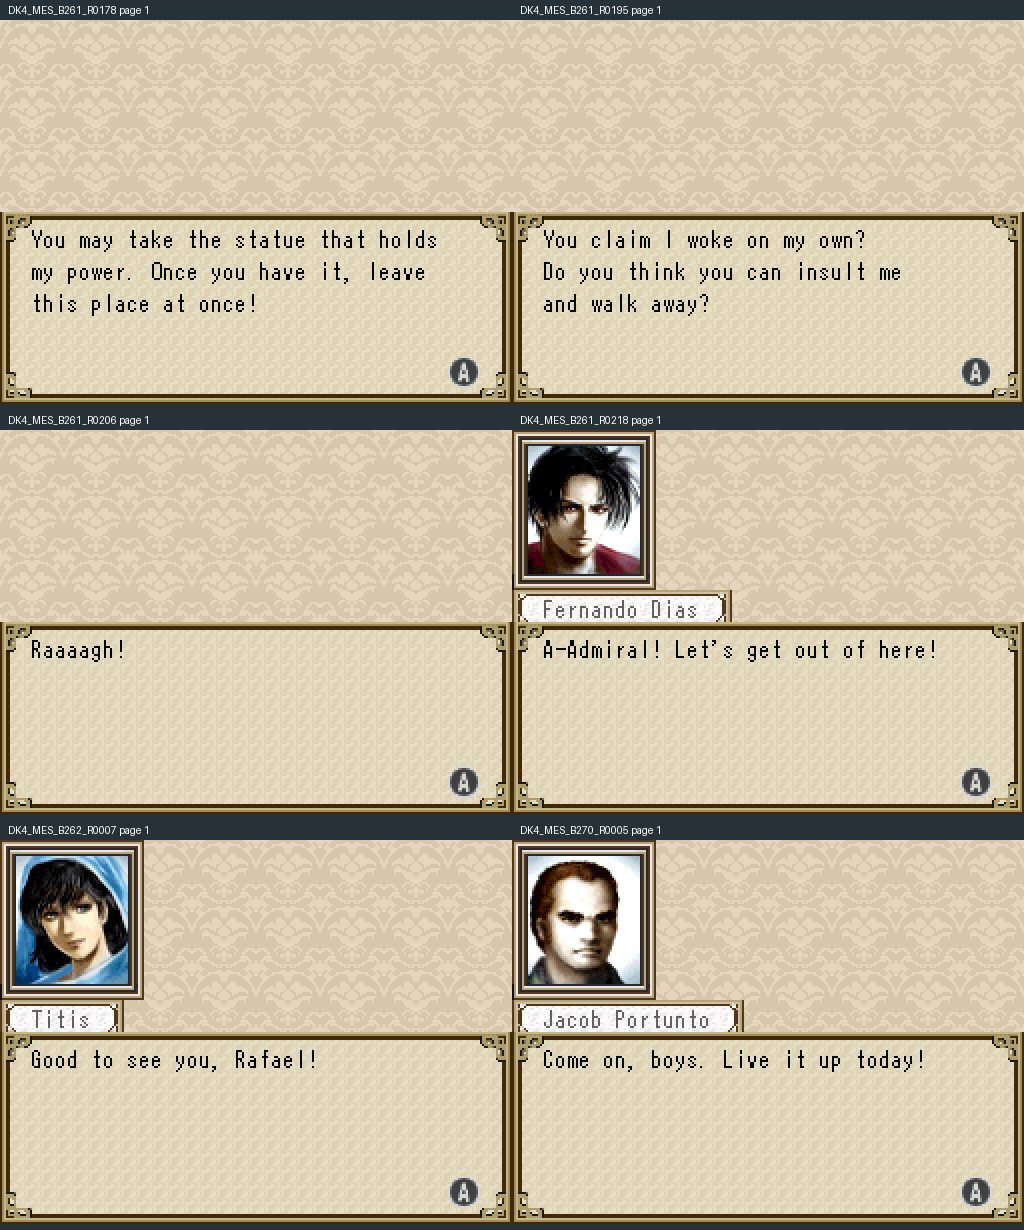 DK4_MES_B261_R0178 page 1
You may take the statue that holds
my power. Once you have it, leave
this place at once!
A
DK4_MES_B261_R0195 page 1
You claim I woke on my own?
Do you think you can insult me
and walk away?
A
DK4_MES_B261_R0206 page 1
Raaaagh!
A
DK4_MES_B261_R0218 page 1
Fernando Dias
A-Admiral! Let's get out of here!
A
DK4_MES_B262_R0007 page 1
Titis
Good to see you, Rafael!
A
DK4_MES_B270_R0005 page 1
Jacob Portunto
Come on, boys. Live it up today!
A